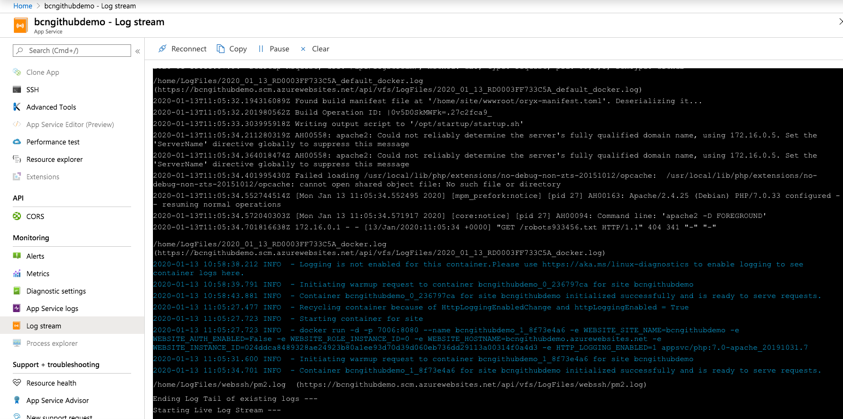 Home > bcngithubdemo - Log stream
bcngithubdemo - Log stream
App Service
Search (Cmd+/)
Clone App
SSH
Advanced Tools
App Service Editor (Preview)
Performance test
Resource explorer
Extensions
API
CORS
Monitoring
Alerts
Metrics
Diagnostic settings
App Service logs
Log stream
Process explorer
Support + troubleshooting
Resource health
App Service Advisor
New support request
Reconnect Copy Pause Clear
/home/LogFiles/2020_01_13_RD0003FF733C5A_default_docker.log
(https://bcngithubdemo.scm.azurewebsites.net/api/vfs/LogFiles/2020_01_13_RD0003FF733C5A_default_docker.log)
2020-01-13T11:05:32.194316089Z Found build manifest file at '/home/site/wwwroot/oryx-manifest.toml'. Deserializing it...
2020-01-13T11:05:32.201980562Z Build Operation ID: |0v5D0SkMWFk=.27c2fca9_
2020-01-13T11:05:33.303995918Z Writing output script to '/opt/startup/startup.sh'
2020-01-13T11:05:34.211280319Z AH00558: apache2: Could not reliably determine the server's fully qualified domain name, using 172.16.0.5. Set the
'ServerName' directive globally to suppress this message
2020-01-13T11:05:34.364018474Z AH00558: apache2: Could not reliably determine the server's fully qualified domain name, using 172.16.0.5. Set the
'ServerName' directive globally to suppress this message
2020-01-13T11:05:34.401995430Z Failed loading /usr/local/lib/php/extensions/no-debug-non-zts-20151012/opcache: /usr/local/lib/php/extensions/no-
debug-non-zts-20151012/opcache: cannot open shared object file: No such file or directory
2020-01-13T11:05:34.552744514Z [Mon Jan 13 11:05:34.552495 2020] [mpm_prefork:notice] [pid 27] AH00163: Apache/2.4.25 (Debian) PHP/7.0.33 configured -
- resuming normal operations
2020-01-13T11:05:34.572040303Z [Mon Jan 13 11:05:34.571917 2020] [core:notice] [pid 27] AH00094: Command line: 'apache2 -D FOREGROUND'
2020-01-13T11:05:34.701816638Z 172.16.0.1 - - [13/Jan/2020:11:05:34 +0000] "GET /robots933456.txt HTTP/1.1" 404 341 "-" "-"
/home/LogFiles/2020_01_13_RD0003FF733C5A_docker.log
(https://bcngithubdemo.scm.azurewebsites.net/api/vfs/LogFiles/2020_01_13_RD0003FF733C5A_docker.log)
2020-01-13 10:58:38.212 INFO - Logging is not enabled for this container.Please use https://aka.ms/linux-diagnostics to enable logging to see
container logs here.
2020-01-13 10:58:39.791 INFO - Initiating warmup request to container bcngithubdemo_0_236797ca for site bcngithubdemo
2020-01-13 10:58:43.881 INFO - Container bcngithubdemo_0_236797ca for site bcngithubdemo initialized successfully and is ready to serve requests.
2020-01-13 11:05:27.477 INFO - Recycling container because of HttpLoggingEnabledChange and httpLoggingEnabled = True
2020-01-13 11:05:27.723 INFO - Starting container for site
2020-01-13 11:05:27.723 INFO - docker run -d -p 7006:8080 --name bcngithubdemo_1_8f73e4a6 -e WEBSITE_SITE_NAME=bcngithubdemo -e
WEBSITE_AUTH_ENABLED=False -e WEBSITE_ROLE_INSTANCE_ID=0 -e WEBSITE_HOSTNAME=bcngithubdemo.azurewebsites.net -e
-e HTTP_LOGGING_ENABLED=1 appsvc/php:7.0-apache_20191031.7
2020-01-13 11:05:31.600 INFO - Initiating warmup request to container bcngithubdemo_1_8f73e4a6 for site bcngithubdemo
2020-01-13 11:05:34.701 INFO - Container bcngithubdemo_1_8f73e4a6 for site bcngithubdemo initialized successfully and is ready to serve requests.
/home/LogFiles/webssh/pm2.log (https://bcngithubdemo.scm.azurewebsites.net/api/vfs/LogFiles/webssh/pm2.log)
Ending Log Tail of existing logs ---
Starting Live Log Stream ---